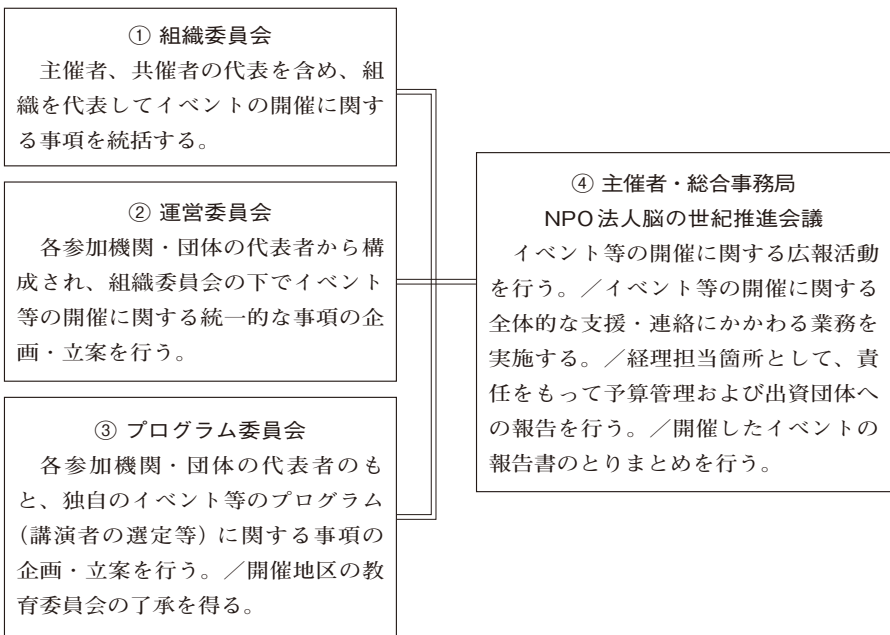 ① 組織委員会
主催者、共催者の代表を含め、組
織を代表してイベントの開催に関す
る事項を統括する。
② 運営委員会
各参加機関・団体の代表者から構
成され、組織委員会の下でイベント
等の開催に関する統一的な事項の企
画・立案を行う。
③ プログラム委員会
各参加機関・団体の代表者のも
と、独自のイベント等のプログラム
(講演者の選定等)に関する事項の
企画・立案を行う。／開催地区の教
育委員会の了承を得る。
④ 主催者・総合事務局
NPO法人脳の世紀推進会議
イベント等の開催に関する広報活動
を行う。／イベント等の開催に関する
全体的な支援・連絡にかかわる業務を
実施する。／経理担当箇所として、責
任をもって予算管理および出資団体へ
の報告を行う。／開催したイベントの
報告書のとりまとめを行う。